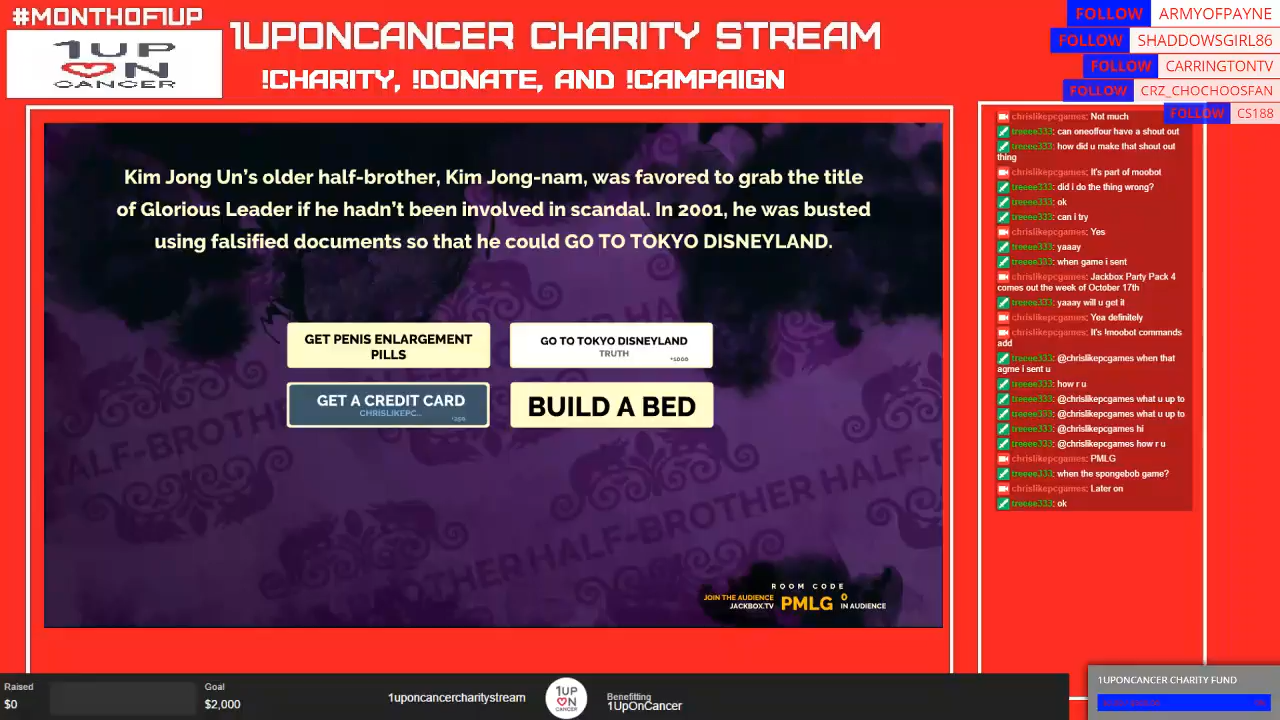 #MONTHOF1UP
1UP
ON
CANCER
1UPONCANCER CHARITY STREAM
!CHARITY, !DONATE, AND !CAMPAIGN
FOLLOW ARMYOFPAYNE
FOLLOW SHADOWSGIRL86
FOLLOW CARRINGTONTV
FOLLOW CRZ_CHOCHOOSFAN
FOLLOW CS188
Kim Jong Un's older half-brother, Kim Jong-nam, was favored to grab the title
of Glorious Leader if he hadn't been involved in scandal. In 2001, he was busted
using falsified documents so that he could GO TO TOKYO DISNEYLAND.
GET PENIS ENLARGEMENT
PILLS
GO TO TOKYO DISNEYLAND
TRUTH
+1000
GET A CREDIT CARD
CHRISLIKEPC...
BUILD A BED
ROOM CODE
JOIN THE AUDIENCE
JACKBOX.TV
PMLG
0
IN AUDIENCE
chrislikepcgames: Not much
treeee333: can oneoffour have a shout out
treeee333: how did u make that shout out
thing
chrislikepcgames: It's part of moobot
treeee333: did i do the thing wrong?
treeee333: ok
treeee333: can i try
chrislikepcgames: Yes
treeee333: yaaay
treeee333: when game i sent
chrislikepcgames: Jackbox Party Pack 4
comes out the week of October 17th
treeee333: yaaay will u get it
chrislikepcgames: Yea definitely
chrislikepcgames: It's !moobot commands
add
treeee333: @chrislikepcgames when that
agme i sent u
treeee333: how r u
treeee333: @chrislikepcgames what u up to
treeee333: @chrislikepcgames what u up to
treeee333: @chrislikepcgames hi
treeee333: @chrislikepcgames how r u
chrislikepcgames: PMLG
treeee333: when the spongebob game?
chrislikepcgames: Later on
treeee333: ok
Raised
$0
Goal
$2,000
1uponcancercharitystream
1UP
ON
CANCER
Benefitting
1UpOnCancer
1UPONCANCER CHARITY FUND